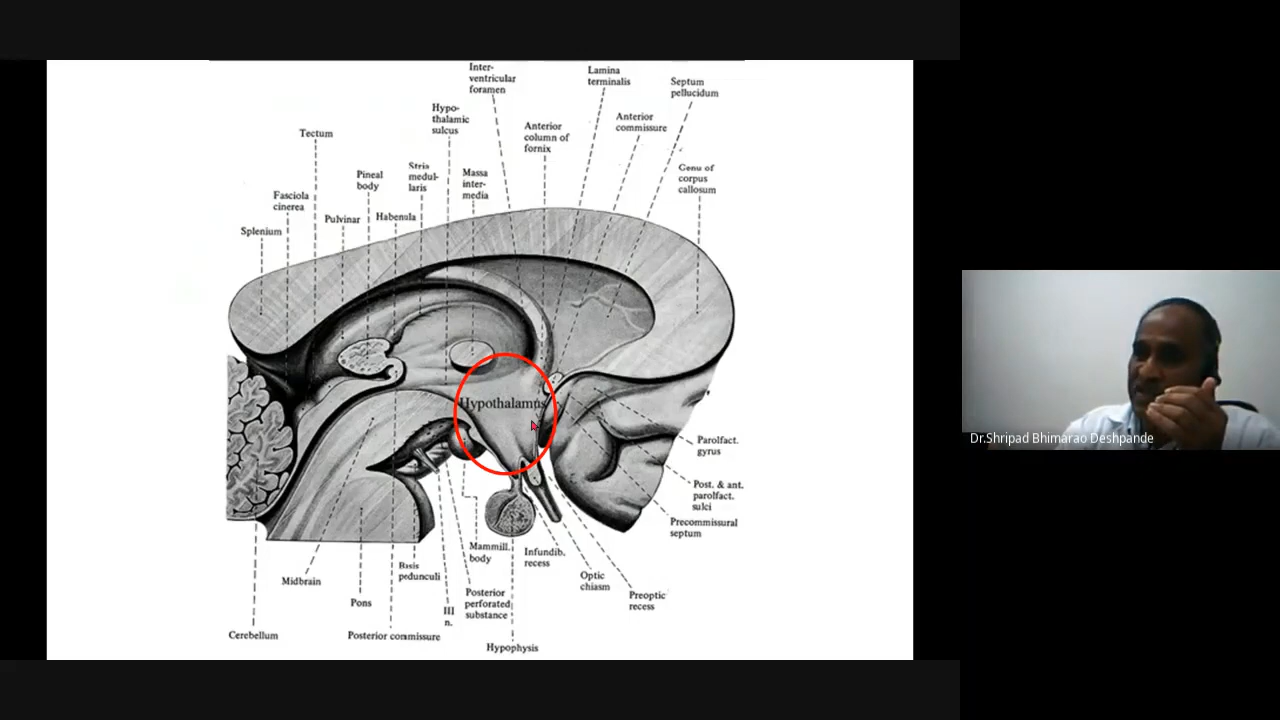 Inter-
ventricular
foramen
Lamina
terminalis
Septum
pellucidum
Hypo-
thalamic
sulcus
Anterior
column of
fornix
Anterior
commissure
Tectum
Pineal
body
Stria
medul-
laris
Massa
inter-
media
Genu of
corpus
callosum
Fasciola
cinerea
Pulvinar
Habenula
Splenium
Hypothalamus
Dr.Shripad Bhimarao Deshpande
Parolfact.
gyrus
Post. & ant.
parolfact.
sulci
Precommissural
septum
Mammill.
body
Infundib.
recess
Basis
pedunculi
Optic
chiasm
Midbrain
Posterior
perforated
substance
Preoptic
recess
Pons
III
n.
Cerebellum
Posterior commissure
Hypophysis